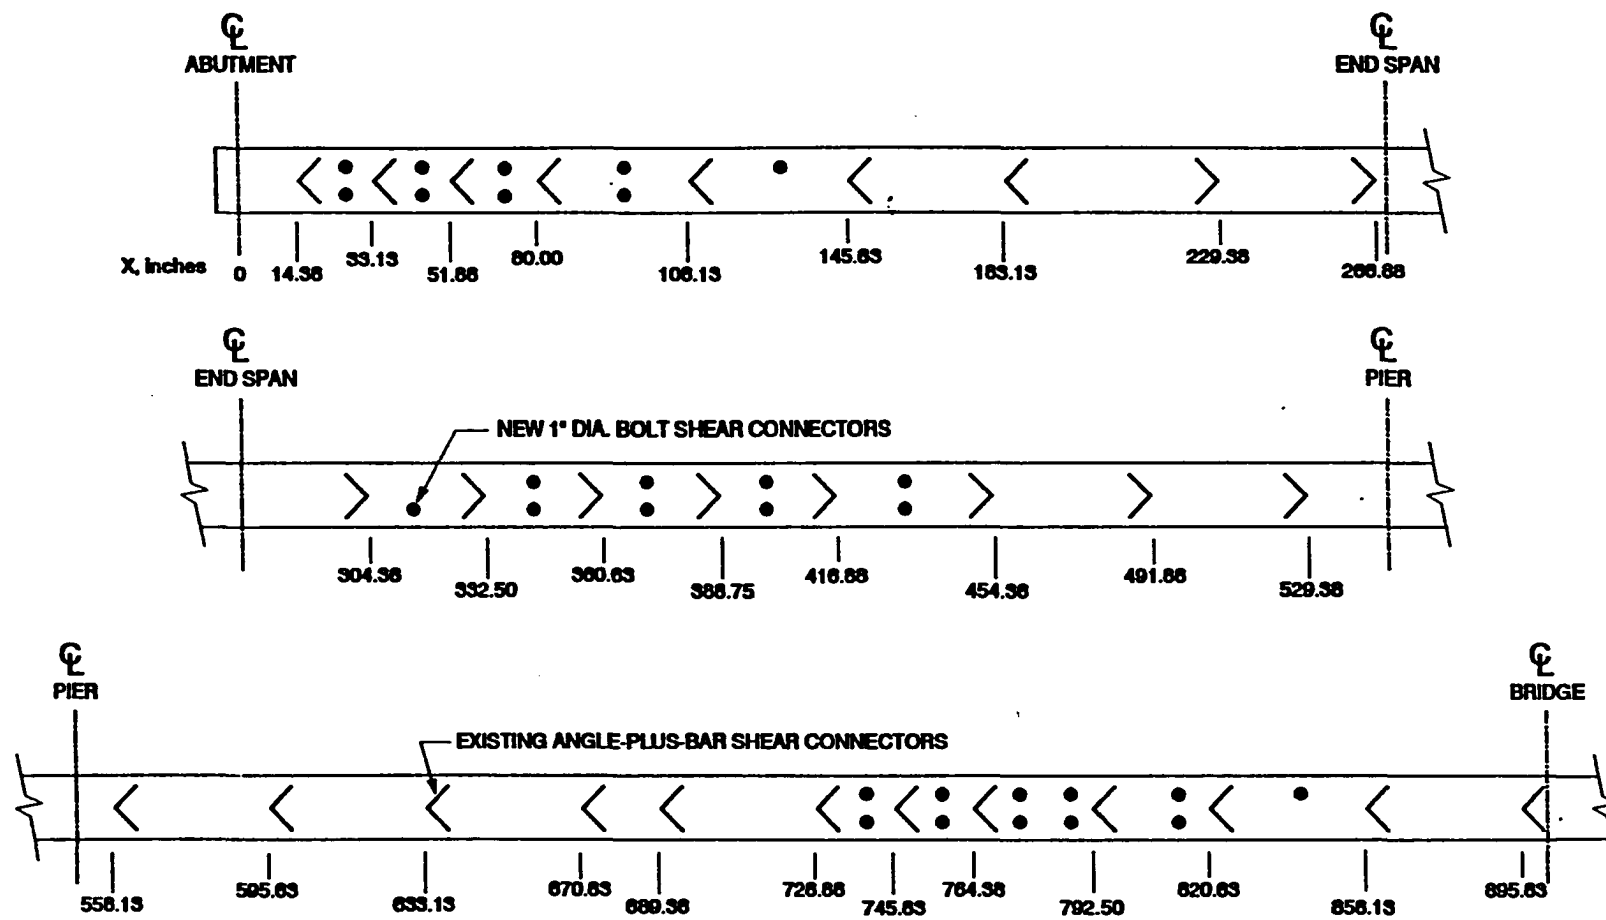 ℄ ℄
ABUTMENT END SPAN
X, inches 0 14.38 33.13 51.88 80.00 108.13 145.63 183.13 229.38 266.88
℄ ℄
END SPAN PIER
NEW 1" DIA. BOLT SHEAR CONNECTORS
304.38 332.50 360.63 388.75 416.88 454.38 491.88 529.38
℄ ℄
PIER BRIDGE
EXISTING ANGLE-PLUS-BAR SHEAR CONNECTORS
558.13 595.63 633.13 670.63 689.38 726.88 745.63 764.38 792.50 820.63 858.13 895.63